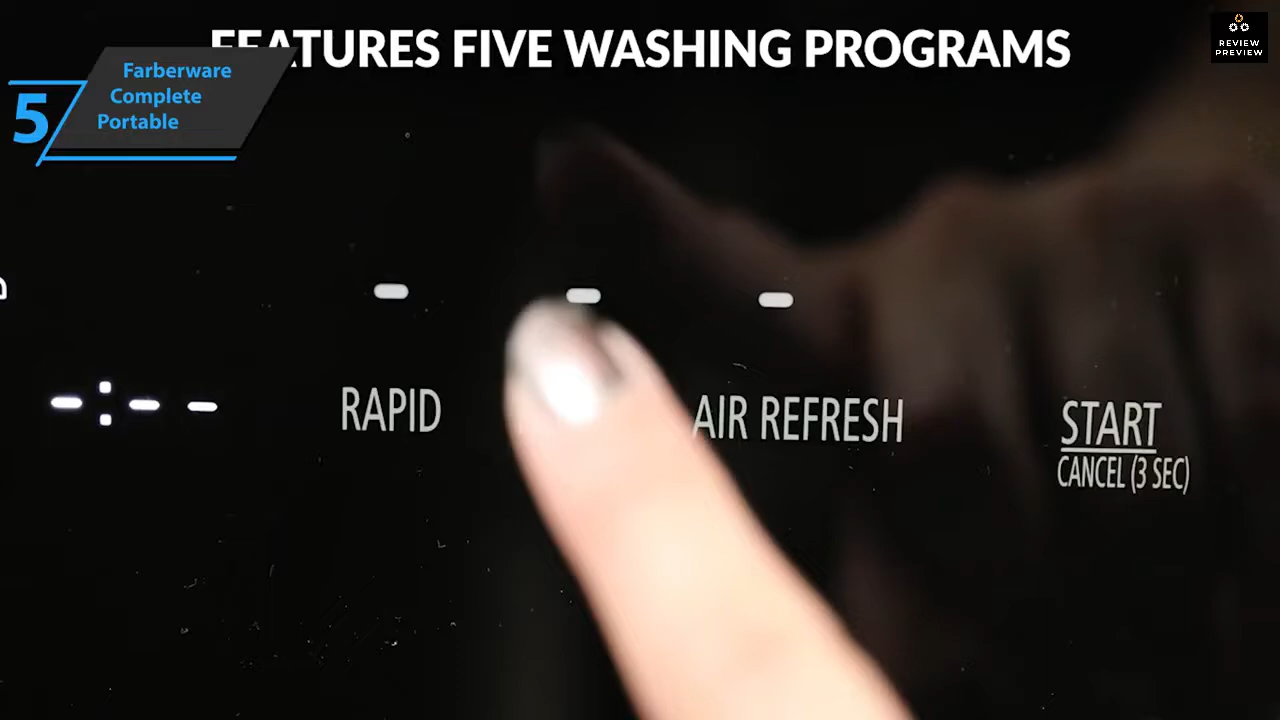 FEATURES FIVE WASHING PROGRAMS
REVIEW
PREVIEW
5
Farberware
Complete
Portable
RAPID
AIR REFRESH
START
CANCEL (3 SEC)